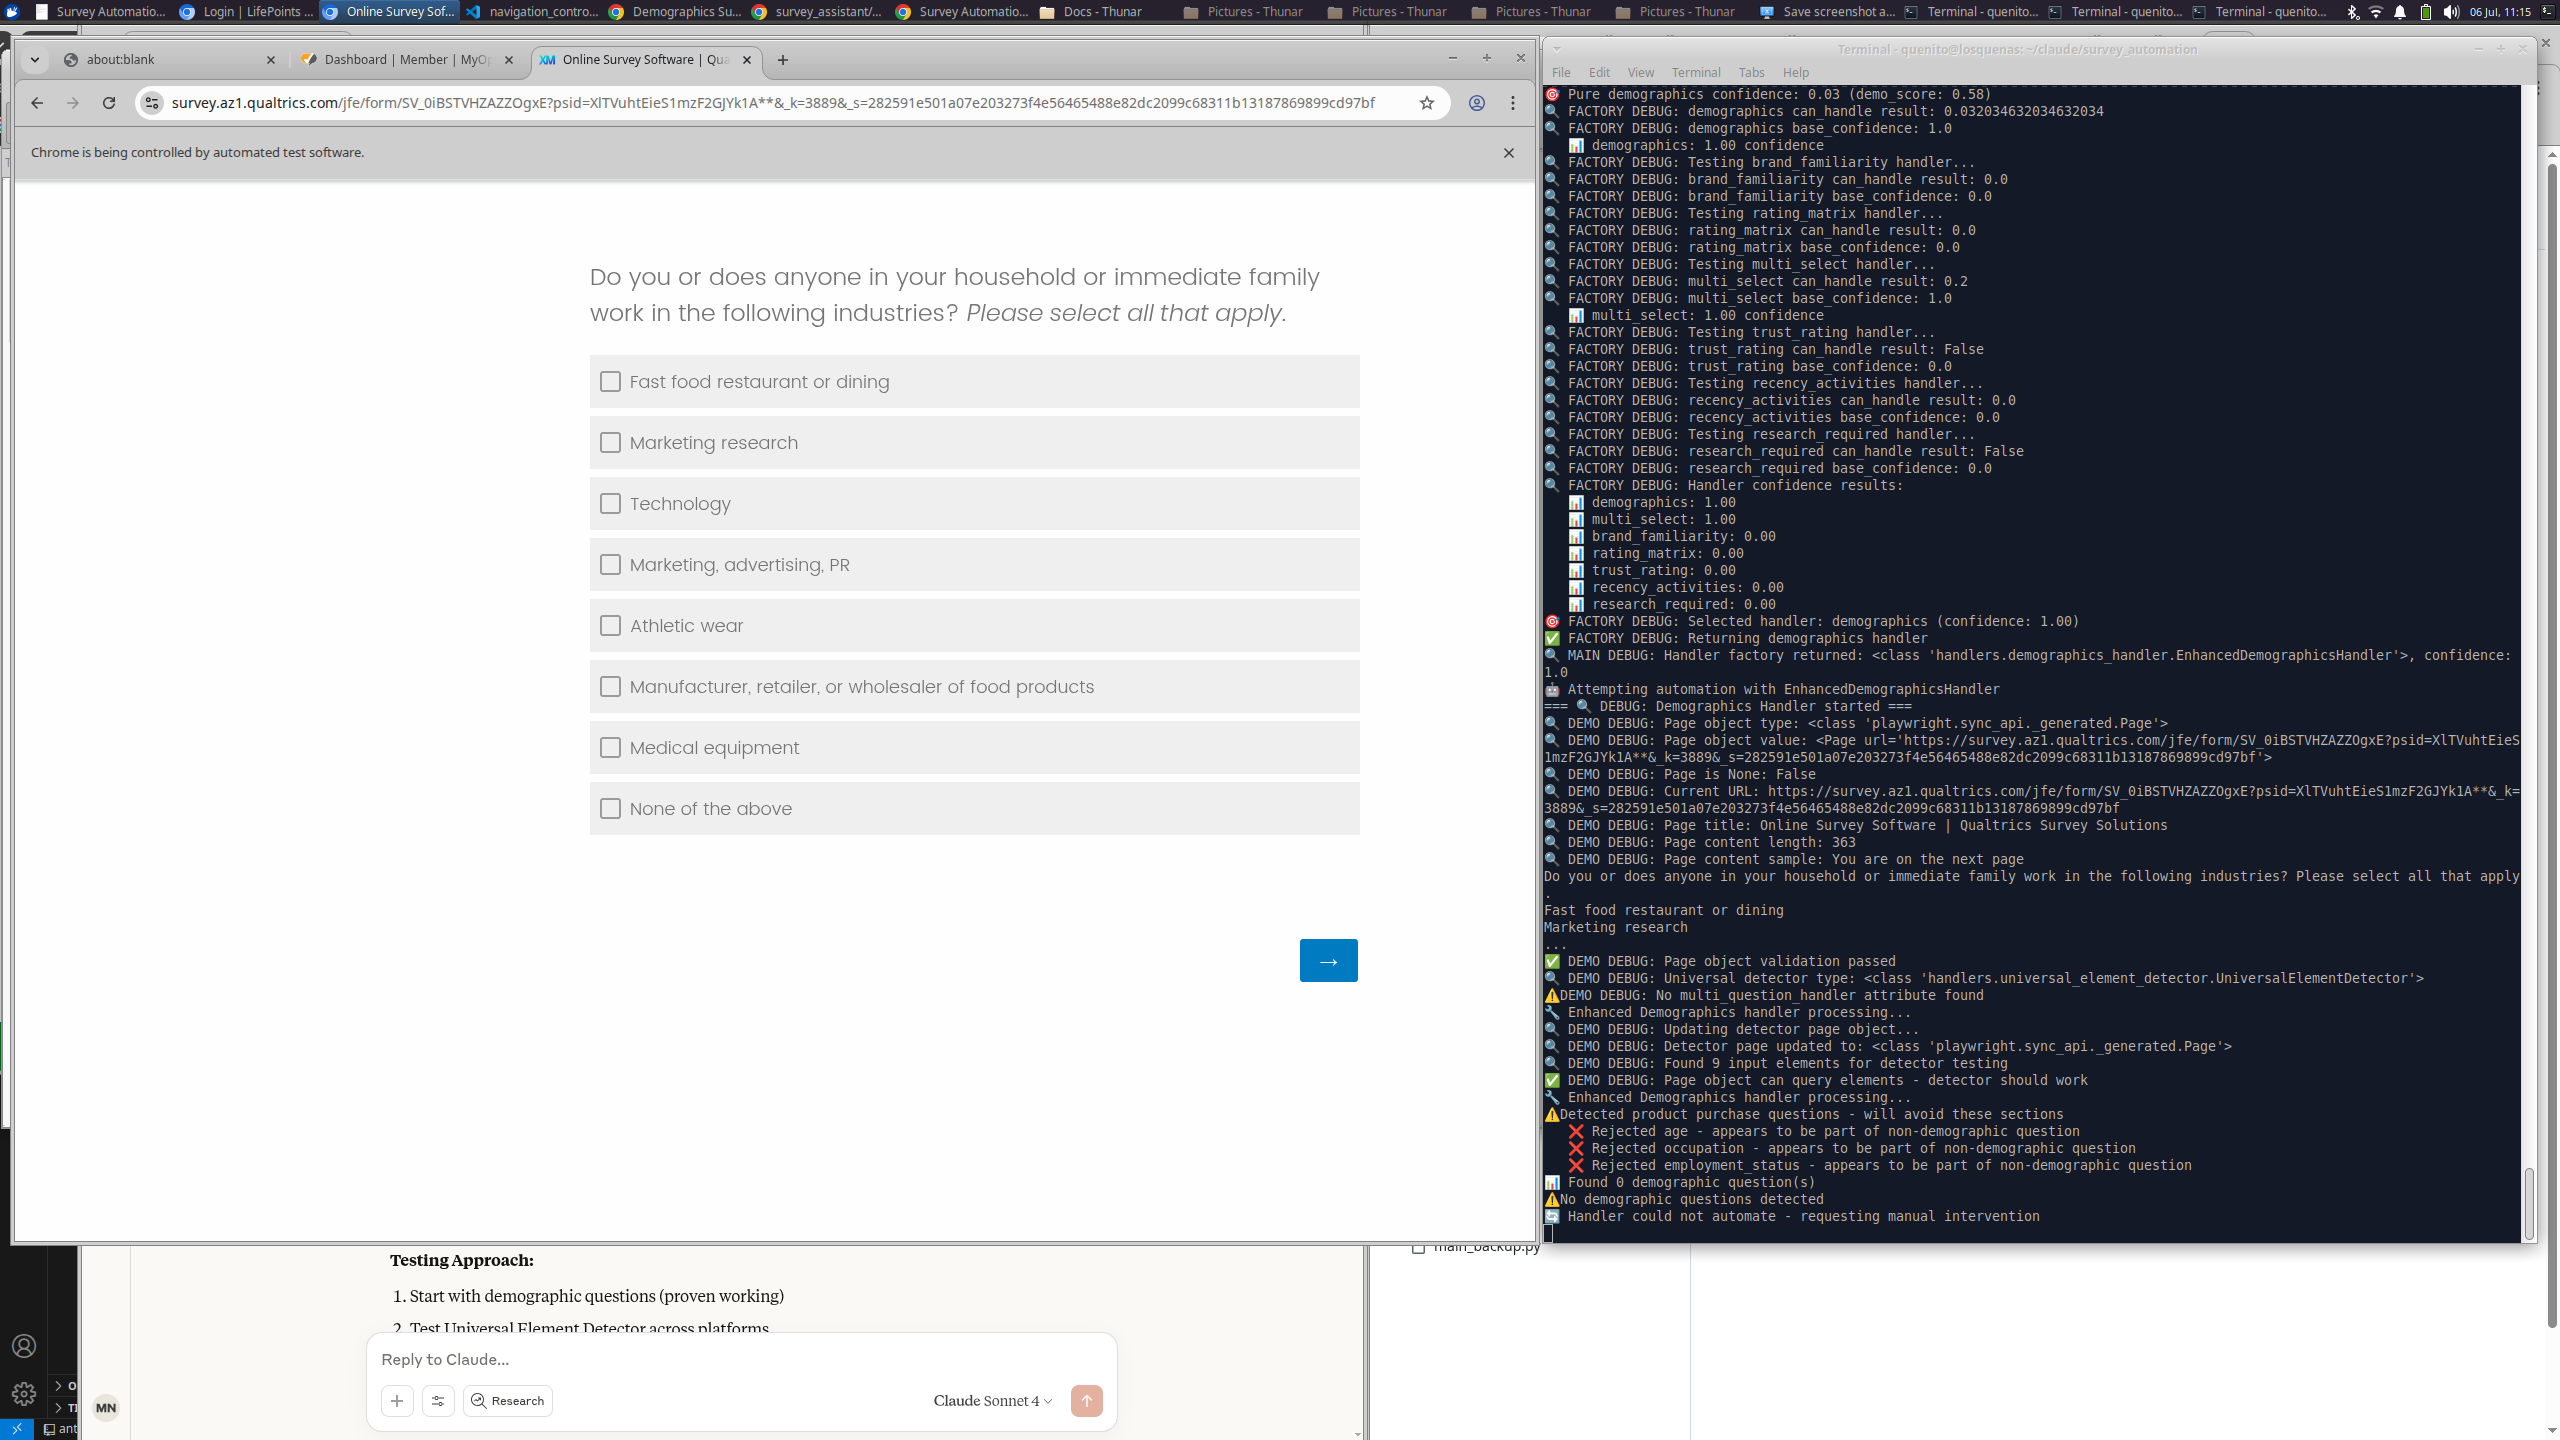 Survey Automatio...
Login | LifePoints ...
Online Survey Sof...
navigation_contro...
Demographics Su...
survey_assistant/...
Survey Automatio...
Docs - Thunar
Pictures - Thunar
Pictures - Thunar
Pictures - Thunar
Pictures - Thunar
Save screenshot a...
Terminal - quenito...
Terminal - quenito...
Terminal - quenito...
06 Jul, 11:15
about:blank
Dashboard | Member | MyOp
Online Survey Software | Qua
survey.az1.qualtrics.com/jfe/form/SV_0iBSTVHZAZZOgxE?psid=XlTVuhtEieS1mzF2GJYk1A**&_k=3889&_s=282591e501a07e203273f4e56465488e82dc2099c68311b13187869899cd97bf
Chrome is being controlled by automated test software.
Do you or does anyone in your household or immediate family
work in the following industries? Please select all that apply.
Fast food restaurant or dining
Marketing research
Technology
Marketing, advertising, PR
Athletic wear
Manufacturer, retailer, or wholesaler of food products
Medical equipment
None of the above
→
Terminal - quenito@losquenas: ~/claude/survey_automation
File Edit View Terminal Tabs Help
🎯 Pure demographics confidence: 0.03 (demo_score: 0.58)
🔍 FACTORY DEBUG: demographics can_handle result: 0.032034632034632034
🔍 FACTORY DEBUG: demographics base_confidence: 1.0
📊 demographics: 1.00 confidence
🔍 FACTORY DEBUG: Testing brand_familiarity handler...
🔍 FACTORY DEBUG: brand_familiarity can_handle result: 0.0
🔍 FACTORY DEBUG: brand_familiarity base_confidence: 0.0
🔍 FACTORY DEBUG: Testing rating_matrix handler...
🔍 FACTORY DEBUG: rating_matrix can_handle result: 0.0
🔍 FACTORY DEBUG: rating_matrix base_confidence: 0.0
🔍 FACTORY DEBUG: Testing multi_select handler...
🔍 FACTORY DEBUG: multi_select can_handle result: 0.2
🔍 FACTORY DEBUG: multi_select base_confidence: 1.0
📊 multi_select: 1.00 confidence
🔍 FACTORY DEBUG: Testing trust_rating handler...
🔍 FACTORY DEBUG: trust_rating can_handle result: False
🔍 FACTORY DEBUG: trust_rating base_confidence: 0.0
🔍 FACTORY DEBUG: Testing recency_activities handler...
🔍 FACTORY DEBUG: recency_activities can_handle result: 0.0
🔍 FACTORY DEBUG: recency_activities base_confidence: 0.0
🔍 FACTORY DEBUG: Testing research_required handler...
🔍 FACTORY DEBUG: research_required can_handle result: False
🔍 FACTORY DEBUG: research_required base_confidence: 0.0
🔍 FACTORY DEBUG: Handler confidence results:
📊 demographics: 1.00
📊 multi_select: 1.00
📊 brand_familiarity: 0.00
📊 rating_matrix: 0.00
📊 trust_rating: 0.00
📊 recency_activities: 0.00
📊 research_required: 0.00
🎯 FACTORY DEBUG: Selected handler: demographics (confidence: 1.00)
✅ FACTORY DEBUG: Returning demographics handler
🔍 MAIN DEBUG: Handler factory returned: <class 'handlers.demographics_handler.EnhancedDemographicsHandler'>, confidence:
1.0
🤖 Attempting automation with EnhancedDemographicsHandler
=== 🔍 DEBUG: Demographics Handler started ===
🔍 DEMO DEBUG: Page object type: <class 'playwright.sync_api._generated.Page'>
🔍 DEMO DEBUG: Page object value: <Page url='https://survey.az1.qualtrics.com/jfe/form/SV_0iBSTVHZAZZOgxE?psid=XlTVuhtEieS
1mzF2GJYk1A**&_k=3889&_s=282591e501a07e203273f4e56465488e82dc2099c68311b13187869899cd97bf'>
🔍 DEMO DEBUG: Page is None: False
🔍 DEMO DEBUG: Current URL: https://survey.az1.qualtrics.com/jfe/form/SV_0iBSTVHZAZZOgxE?psid=XlTVuhtEieS1mzF2GJYk1A**&_k=
3889&_s=282591e501a07e203273f4e56465488e82dc2099c68311b13187869899cd97bf
🔍 DEMO DEBUG: Page title: Online Survey Software | Qualtrics Survey Solutions
🔍 DEMO DEBUG: Page content length: 363
🔍 DEMO DEBUG: Page content sample: You are on the next page
Do you or does anyone in your household or immediate family work in the following industries? Please select all that apply
.
Fast food restaurant or dining
Marketing research
...
✅ DEMO DEBUG: Page object validation passed
🔍 DEMO DEBUG: Universal detector type: <class 'handlers.universal_element_detector.UniversalElementDetector'>
⚠️DEMO DEBUG: No multi_question_handler attribute found
🔧 Enhanced Demographics handler processing...
🔍 DEMO DEBUG: Updating detector page object...
🔍 DEMO DEBUG: Detector page updated to: <class 'playwright.sync_api._generated.Page'>
🔍 DEMO DEBUG: Found 9 input elements for detector testing
✅ DEMO DEBUG: Page object can query elements - detector should work
🔧 Enhanced Demographics handler processing...
⚠️Detected product purchase questions - will avoid these sections
❌ Rejected age - appears to be part of non-demographic question
❌ Rejected occupation - appears to be part of non-demographic question
❌ Rejected employment_status - appears to be part of non-demographic question
📊 Found 0 demographic question(s)
⚠️No demographic questions detected
🔄 Handler could not automate - requesting manual intervention
main_backup.py
Testing Approach:
1. Start with demographic questions (proven working)
2. Test Universal Element Detector across platforms
Reply to Claude...
Research
Claude Sonnet 4
MN
O
TI
ant